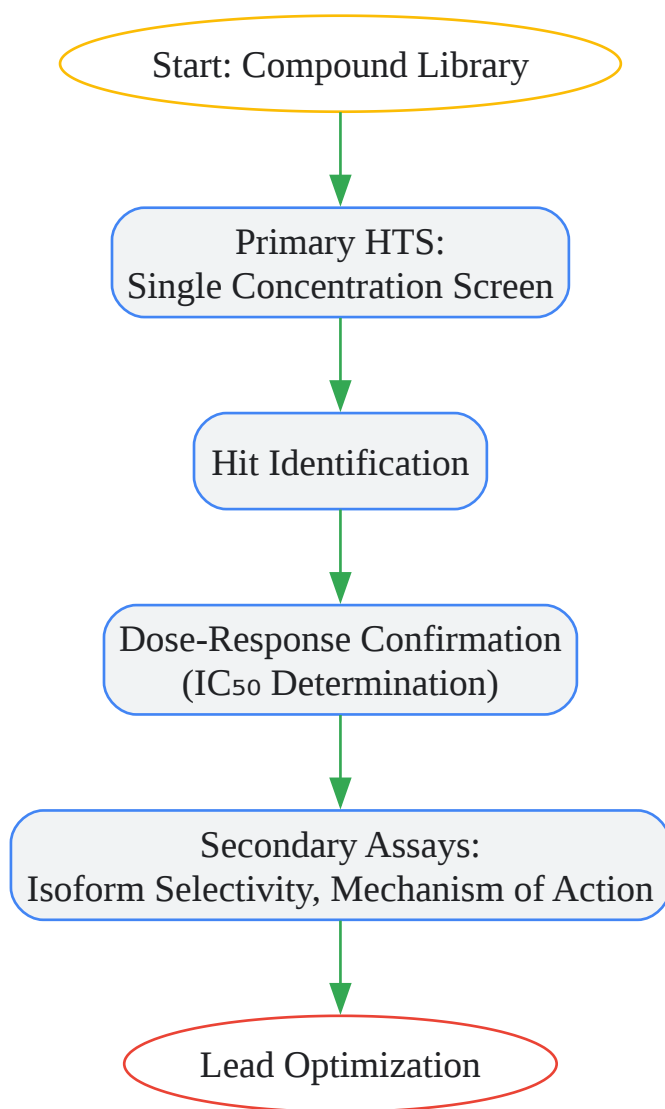 Start: Compound Library
Primary HTS:
Single Concentration Screen
Hit Identification
Dose-Response Confirmation
(IC₅₀ Determination)
Secondary Assays:
Isoform Selectivity, Mechanism of Action
Lead Optimization